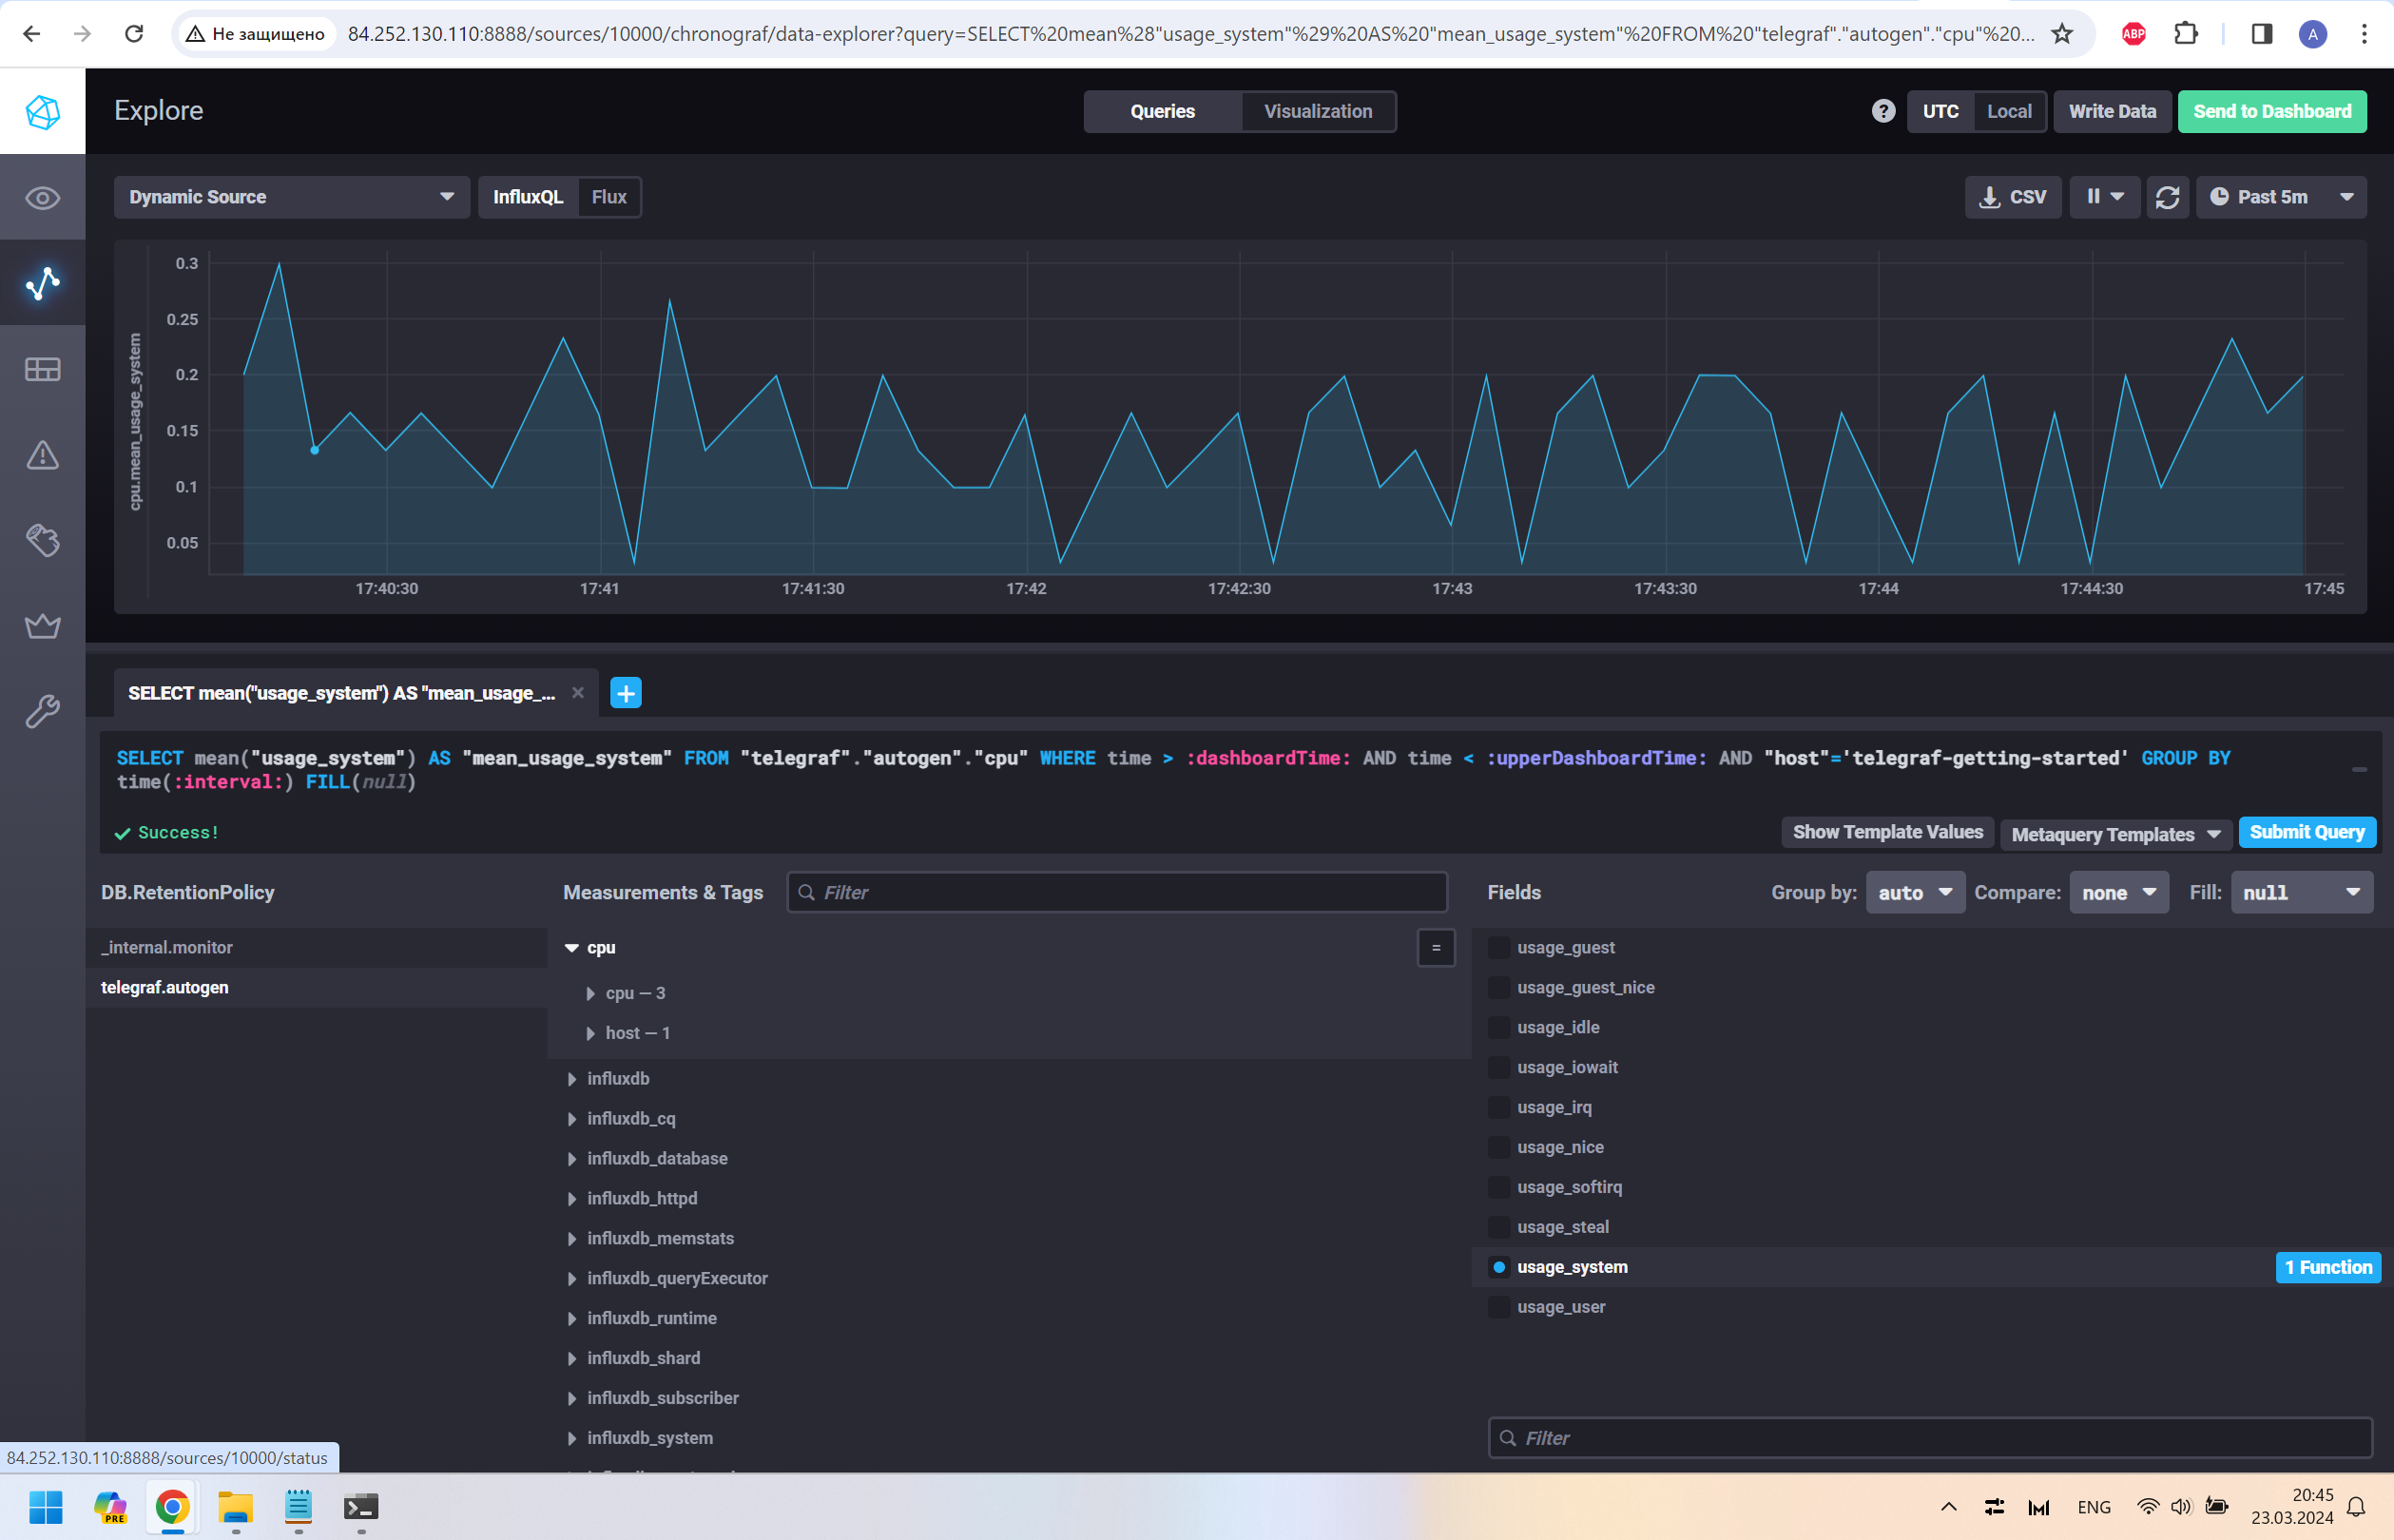 Не защищено
84.252.130.110:8888/sources/10000/chronograf/data-explorer?query=SELECT%20mean%28"usage_system"%29%20AS%20"mean_usage_system"%20FROM%20"telegraf"."autogen"."cpu"%20...
ABP
A
Explore
Queries
Visualization
?
UTC
Local
Write Data
Send to Dashboard
Dynamic Source
InfluxQL
Flux
CSV
Past 5m
cpu.mean_usage_system
0.3
0.25
0.2
0.15
0.1
0.05
17:40:30
17:41
17:41:30
17:42
17:42:30
17:43
17:43:30
17:44
17:44:30
17:45
SELECT mean("usage_system") AS "mean_usage_...
SELECT mean("usage_system") AS "mean_usage_system" FROM "telegraf"."autogen"."cpu" WHERE time > :dashboardTime: AND time < :upperDashboardTime: AND "host"='telegraf-getting-started' GROUP BY
time(:interval:) FILL(null)
Success!
Show Template Values
Metaquery Templates
Submit Query
DB.RetentionPolicy
_internal.monitor
telegraf.autogen
Measurements & Tags
Filter
cpu
=
cpu — 3
host — 1
influxdb
influxdb_cq
influxdb_database
influxdb_httpd
influxdb_memstats
influxdb_queryExecutor
influxdb_runtime
influxdb_shard
influxdb_subscriber
influxdb_system
Fields
Group by:
auto
Compare:
none
Fill:
null
usage_guest
usage_guest_nice
usage_idle
usage_iowait
usage_irq
usage_nice
usage_softirq
usage_steal
usage_system
1 Function
usage_user
Filter
84.252.130.110:8888/sources/10000/status
PRE
ENG
20:45
23.03.2024